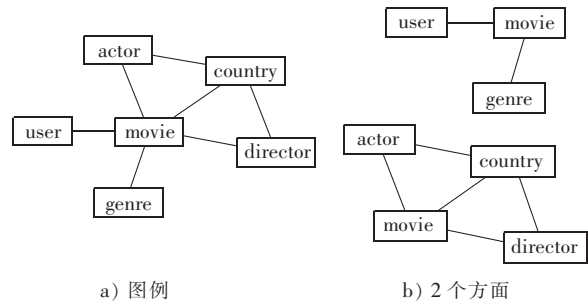 actor
country
user
movie
director
genre
a) 图例
user
movie
genre
actor
country
movie
director
b) 2个方面